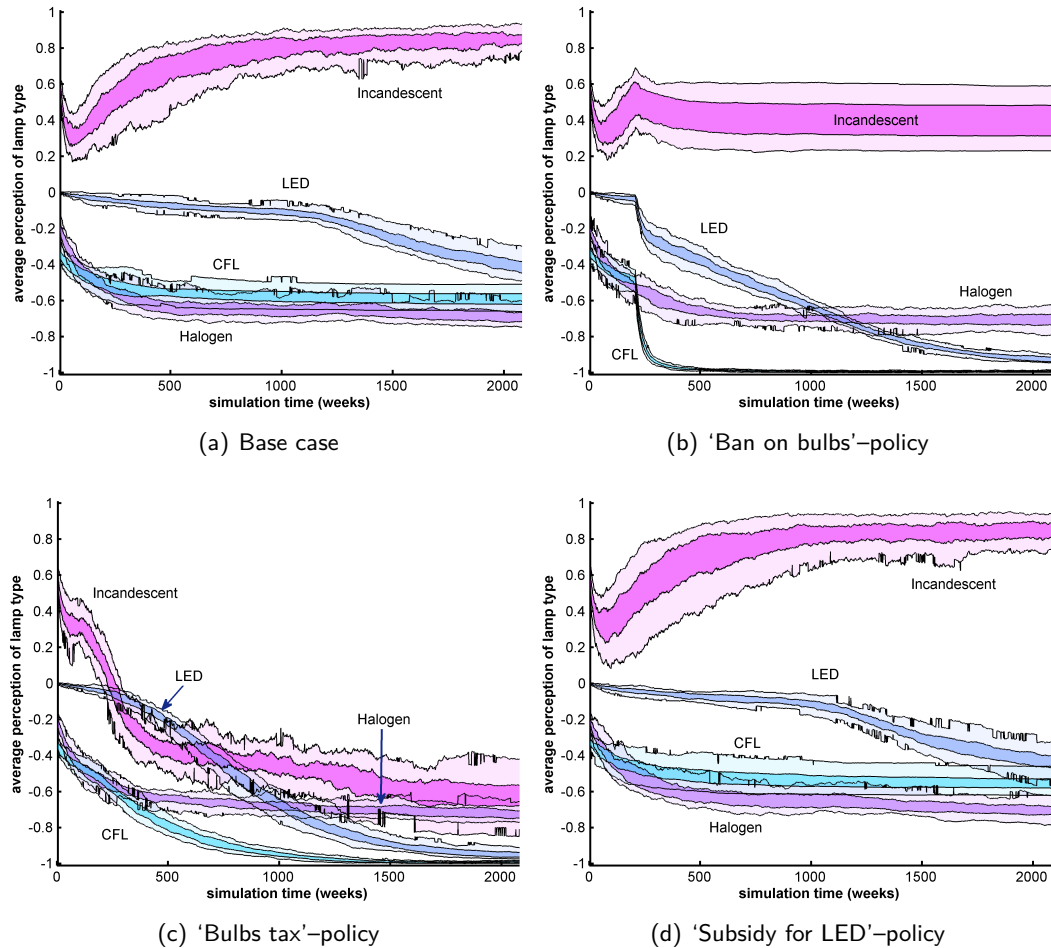 average perception of lamp type
1
0.8
0.6
0.4
0.2
0
-0.2
-0.4
-0.6
-0.8
-1
Incandescent
LED
CFL
Halogen
0 500 1000 1500 2000
simulation time (weeks)
(a) Base case
average perception of lamp type
1
0.8
0.6
0.4
0.2
0
-0.2
-0.4
-0.6
-0.8
-1
Incandescent
LED
Halogen
CFL
0 500 1000 1500 2000
simulation time (weeks)
(b) ‘Ban on bulbs’–policy
average perception of lamp type
1
0.8
0.6
0.4
0.2
0
-0.2
-0.4
-0.6
-0.8
-1
Incandescent
LED
Halogen
CFL
0 500 1000 1500 2000
simulation time (weeks)
(c) ‘Bulbs tax’–policy
average perception of lamp type
1
0.8
0.6
0.4
0.2
0
-0.2
-0.4
-0.6
-0.8
-1
Incandescent
LED
CFL
Halogen
0 500 1000 1500 2000
simulation time (weeks)
(d) ‘Subsidy for LED’–policy